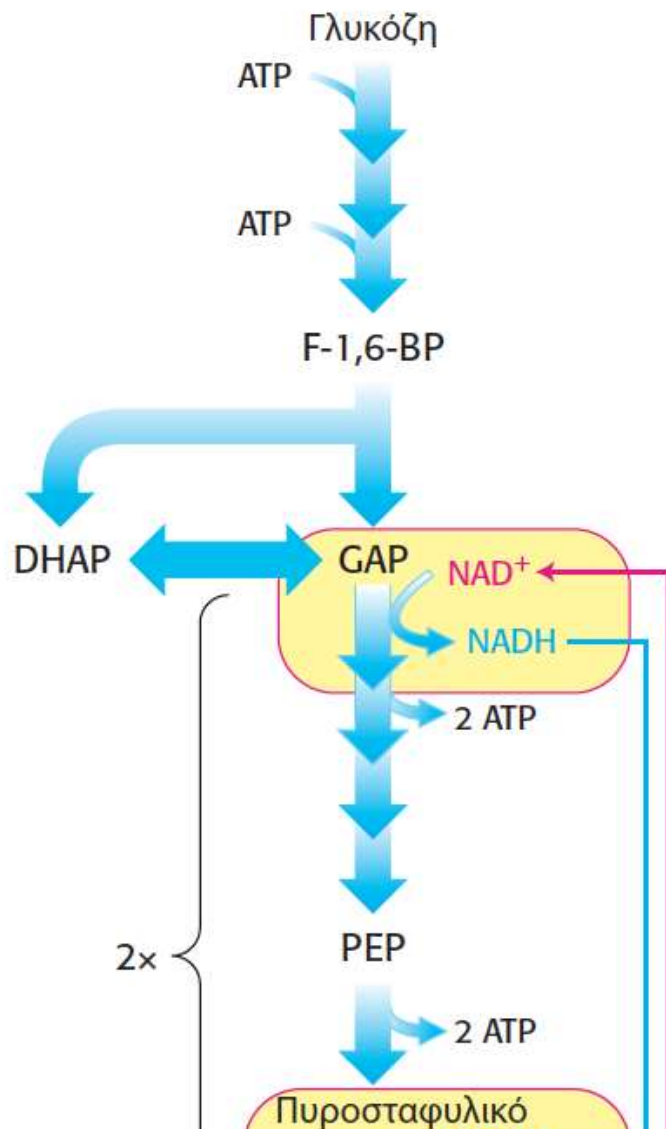 Γλυκόζη
ATP
ATP
F-1,6-BP
DHAP
GAP
NAD⁺
NADH
2 ATP
2×
PEP
2 ATP
Πυροσταφυλικό